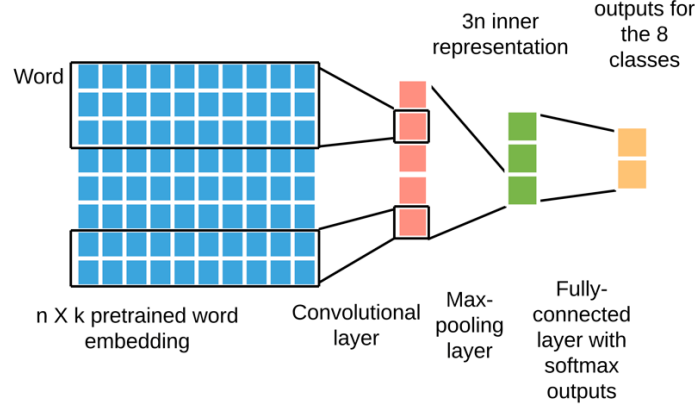 outputs for
the 8
classes
3n inner
representation
Word
n X k pretrained word
embedding
Convolutional
layer
Max-
pooling
layer
Fully-
connected
layer with
softmax
outputs